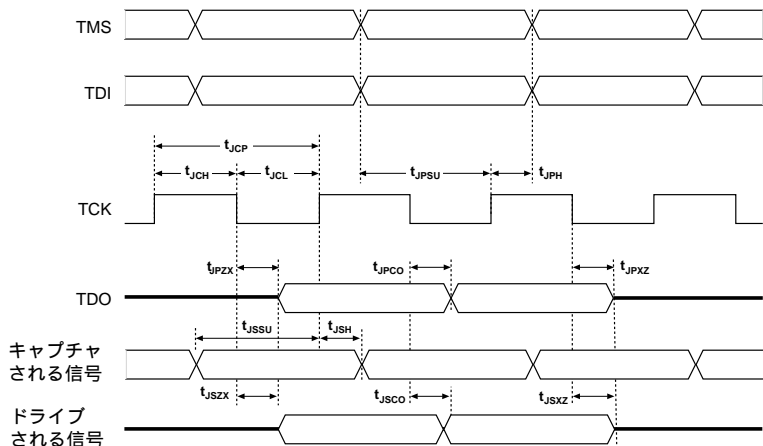 TMS
TDI
tJCP
tJCH tJCL tJPSU tJPH
TCK
tJPZX tJPCO tJPXZ
TDO
tJSSU tJSH
キャプチャ
される信号
tJSZX tJSCO tJSXZ
ドライブ
される信号